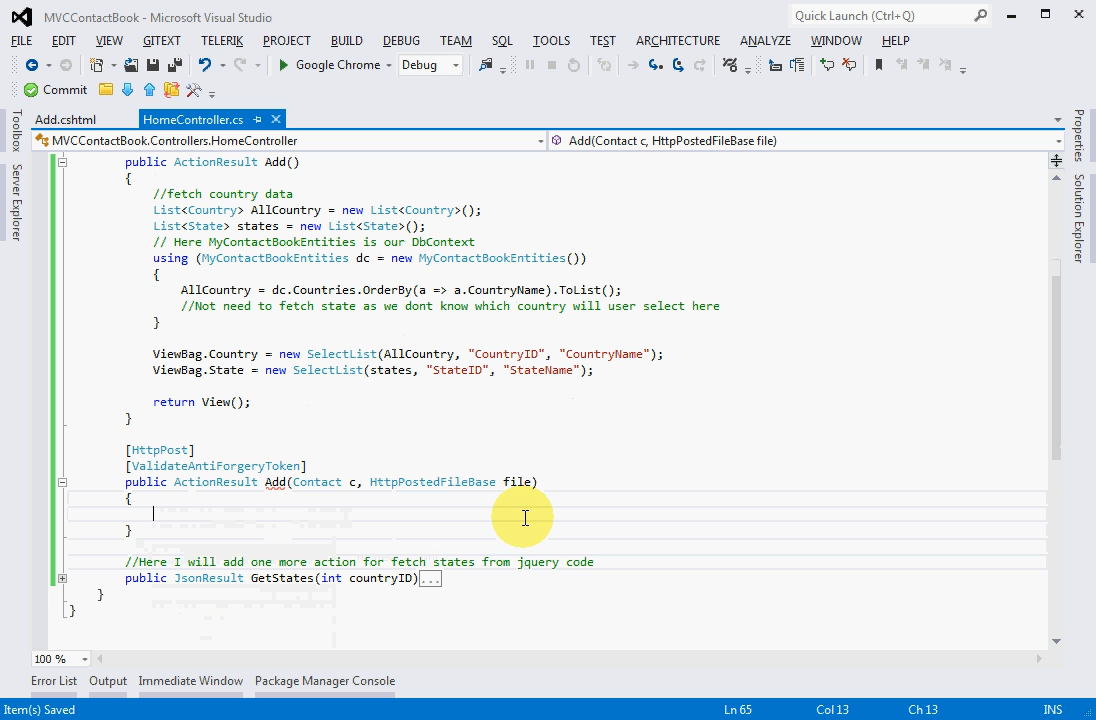 MVCContactBook - Microsoft Visual Studio
Quick Launch (Ctrl+Q)
FILE EDIT VIEW GITEXT TELERIK PROJECT BUILD DEBUG TEAM SQL TOOLS TEST ARCHITECTURE ANALYZE WINDOW HELP
Google Chrome Debug
Commit
Add.cshtml HomeController.cs
MVCContactBook.Controllers.HomeController Add(Contact c, HttpPostedFileBase file)
Toolbox
Server Explorer
Properties
Solution Explorer
public ActionResult Add()
{
//fetch country data
List<Country> AllCountry = new List<Country>();
List<State> states = new List<State>();
// Here MyContactBookEntities is our DbContext
using (MyContactBookEntities dc = new MyContactBookEntities())
{
AllCountry = dc.Countries.OrderBy(a => a.CountryName).ToList();
//Not need to fetch state as we dont know which country will user select here
}
ViewBag.Country = new SelectList(AllCountry, "CountryID", "CountryName");
ViewBag.State = new SelectList(states, "StateID", "StateName");
return View();
}
[HttpPost]
[ValidateAntiForgeryToken]
public ActionResult Add(Contact c, HttpPostedFileBase file)
{
}
//Here I will add one more action for fetch states from jquery code
public JsonResult GetStates(int countryID)...
}
}
100 %
Error List Output Immediate Window Package Manager Console
Item(s) Saved Ln 65 Col 13 Ch 13 INS